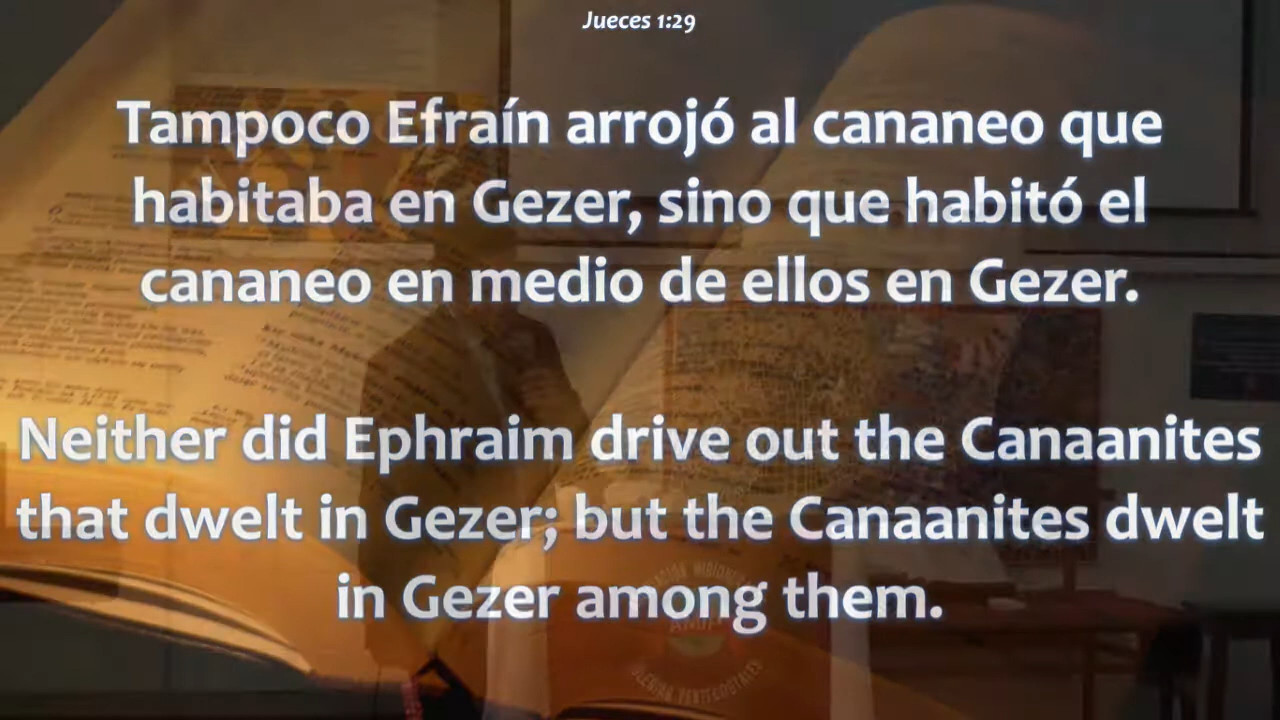 Jueces 1:29
Tampoco Efraín arrojó al cananeo que
habitaba en Gezer, sino que habitó el
cananeo en medio de ellos en Gezer.
Neither did Ephraim drive out the Canaanites
that dwelt in Gezer; but the Canaanites dwelt
in Gezer among them.